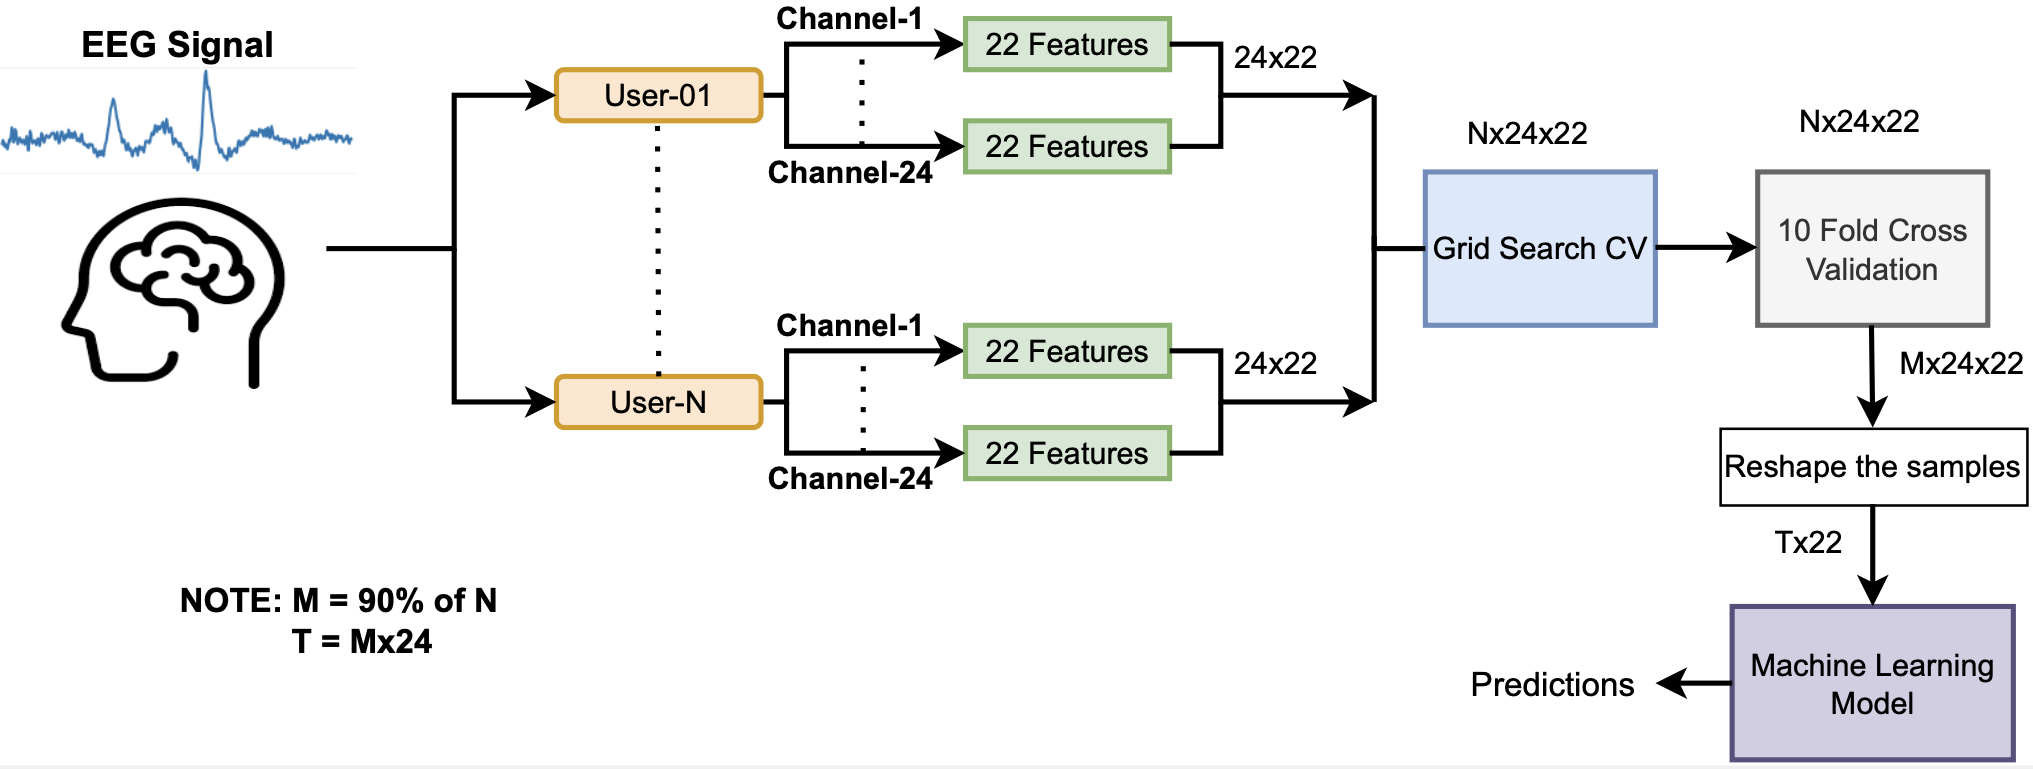 EEG Signal
User-01
Channel-1
22 Features
22 Features
Channel-24
24x22
User-N
Channel-1
22 Features
22 Features
Channel-24
24x22
Nx24x22
Grid Search CV
Nx24x22
10 Fold Cross
Validation
Mx24x22
Reshape the samples
Tx22
Machine Learning
Model
Predictions
NOTE: M = 90% of N
T = Mx24